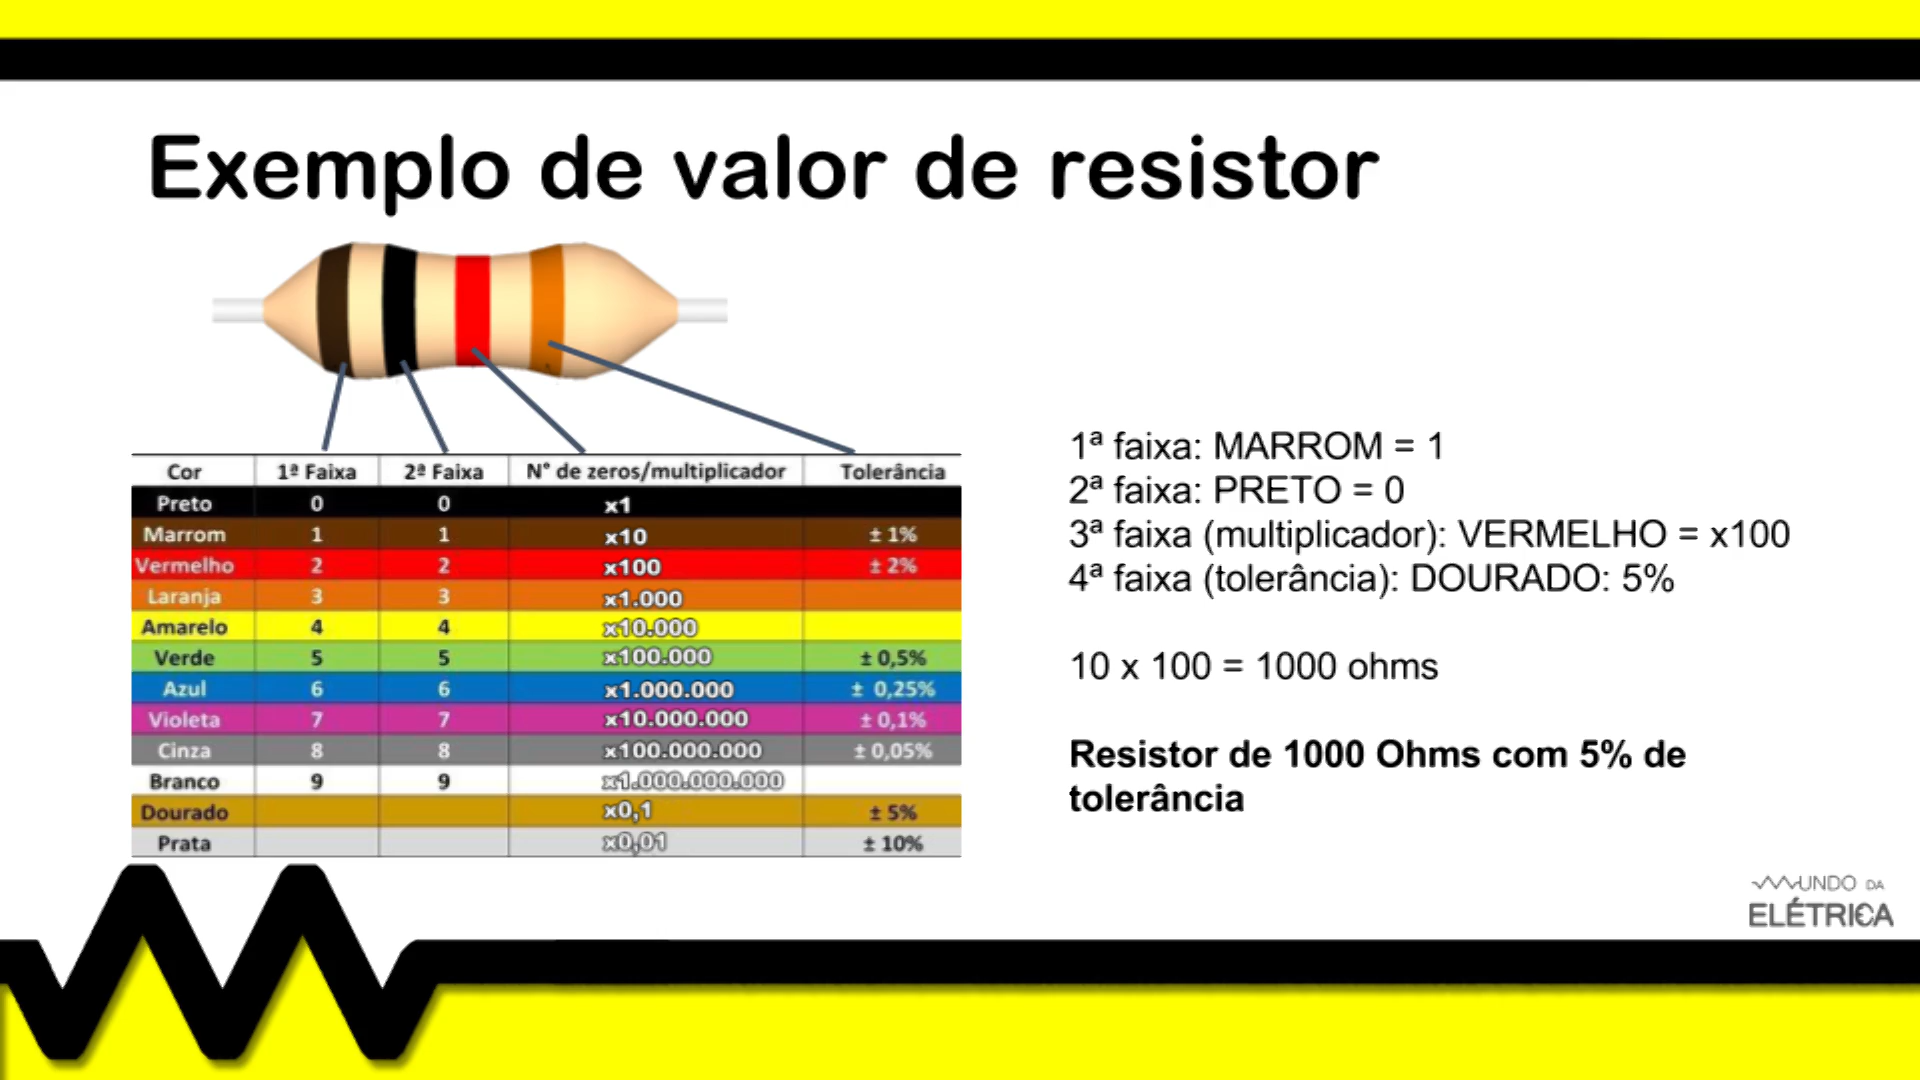 Exemplo de valor de resistor
Cor 1ª Faixa 2ª Faixa N° de zeros/multiplicador Tolerância
Preto 0 0 x1
Marrom 1 1 x10 ± 1%
Vermelho 2 2 x100 ± 2%
Laranja 3 3 x1.000
Amarelo 4 4 x10.000
Verde 5 5 x100.000 ± 0,5%
Azul 6 6 x1.000.000 ± 0,25%
Violeta 7 7 x10.000.000 ± 0,1%
Cinza 8 8 x100.000.000 ± 0,05%
Branco 9 9 x1.000.000.000
Dourado x0,1 ± 5%
Prata x0,01 ± 10%
1ª faixa: MARROM = 1
2ª faixa: PRETO = 0
3ª faixa (multiplicador): VERMELHO = x100
4ª faixa (tolerância): DOURADO: 5%
10 x 100 = 1000 ohms
Resistor de 1000 Ohms com 5% de
tolerância
MUNDO DA
ELÉTRICA